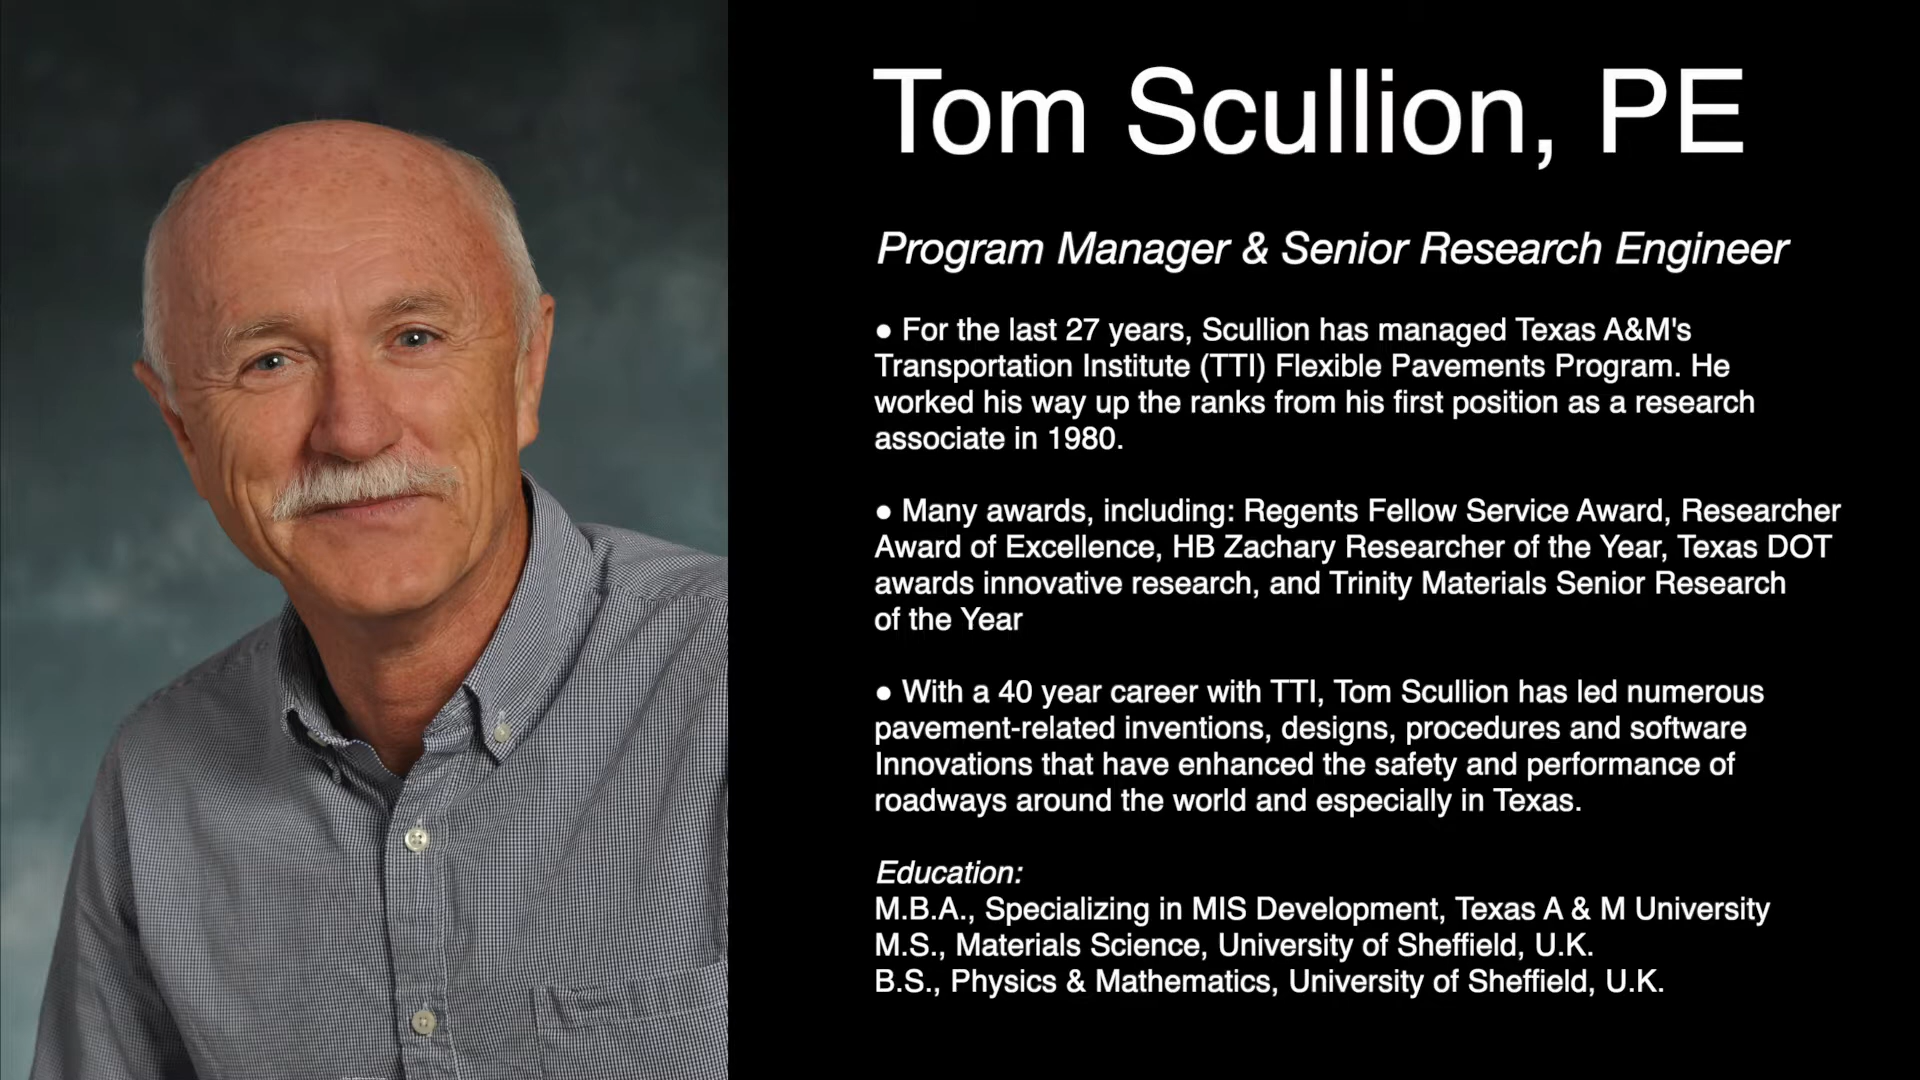 Tom Scullion, PE
Program Manager & Senior Research Engineer
● For the last 27 years, Scullion has managed Texas A&M's
Transportation Institute (TTI) Flexible Pavements Program. He
worked his way up the ranks from his first position as a research
associate in 1980.
● Many awards, including: Regents Fellow Service Award, Researcher
Award of Excellence, HB Zachary Researcher of the Year, Texas DOT
awards innovative research, and Trinity Materials Senior Research
of the Year
● With a 40 year career with TTI, Tom Scullion has led numerous
pavement-related inventions, designs, procedures and software
Innovations that have enhanced the safety and performance of
roadways around the world and especially in Texas.
Education:
M.B.A., Specializing in MIS Development, Texas A & M University
M.S., Materials Science, University of Sheffield, U.K.
B.S., Physics & Mathematics, University of Sheffield, U.K.